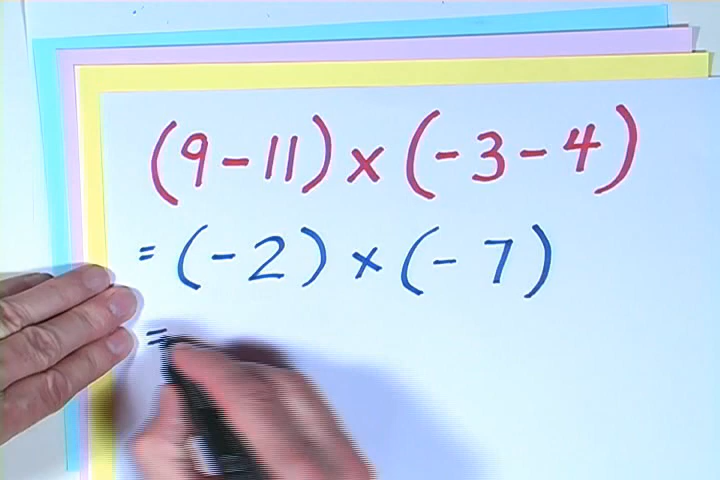 (9-11)×(-3-4)
=(-2)×(-7)
=